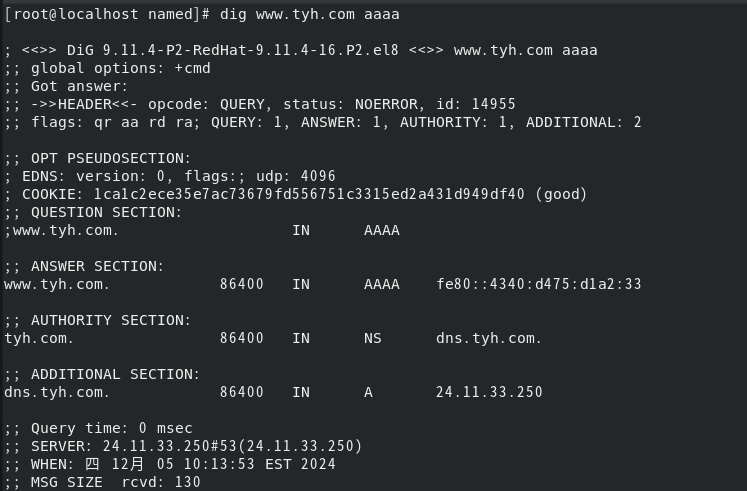 [root@localhost named]# dig www.tyh.com aaaa
; <<>> DiG 9.11.4-P2-RedHat-9.11.4-16.P2.el8 <<>> www.tyh.com aaaa
;; global options: +cmd
;; Got answer:
;; ->>HEADER<<- opcode: QUERY, status: NOERROR, id: 14955
;; flags: qr aa rd ra; QUERY: 1, ANSWER: 1, AUTHORITY: 1, ADDITIONAL: 2
;; OPT PSEUDOSECTION:
; EDNS: version: 0, flags:; udp: 4096
; COOKIE: 1ca1c2ece35e7ac73679fd556751c3315ed2a431d949df40 (good)
;; QUESTION SECTION:
;www.tyh.com. IN AAAA
;; ANSWER SECTION:
www.tyh.com. 86400 IN AAAA fe80::4340:d475:d1a2:33
;; AUTHORITY SECTION:
tyh.com. 86400 IN NS dns.tyh.com.
;; ADDITIONAL SECTION:
dns.tyh.com. 86400 IN A 24.11.33.250
;; Query time: 0 msec
;; SERVER: 24.11.33.250#53(24.11.33.250)
;; WHEN: 四 12月 05 10:13:53 EST 2024
;; MSG SIZE rcvd: 130